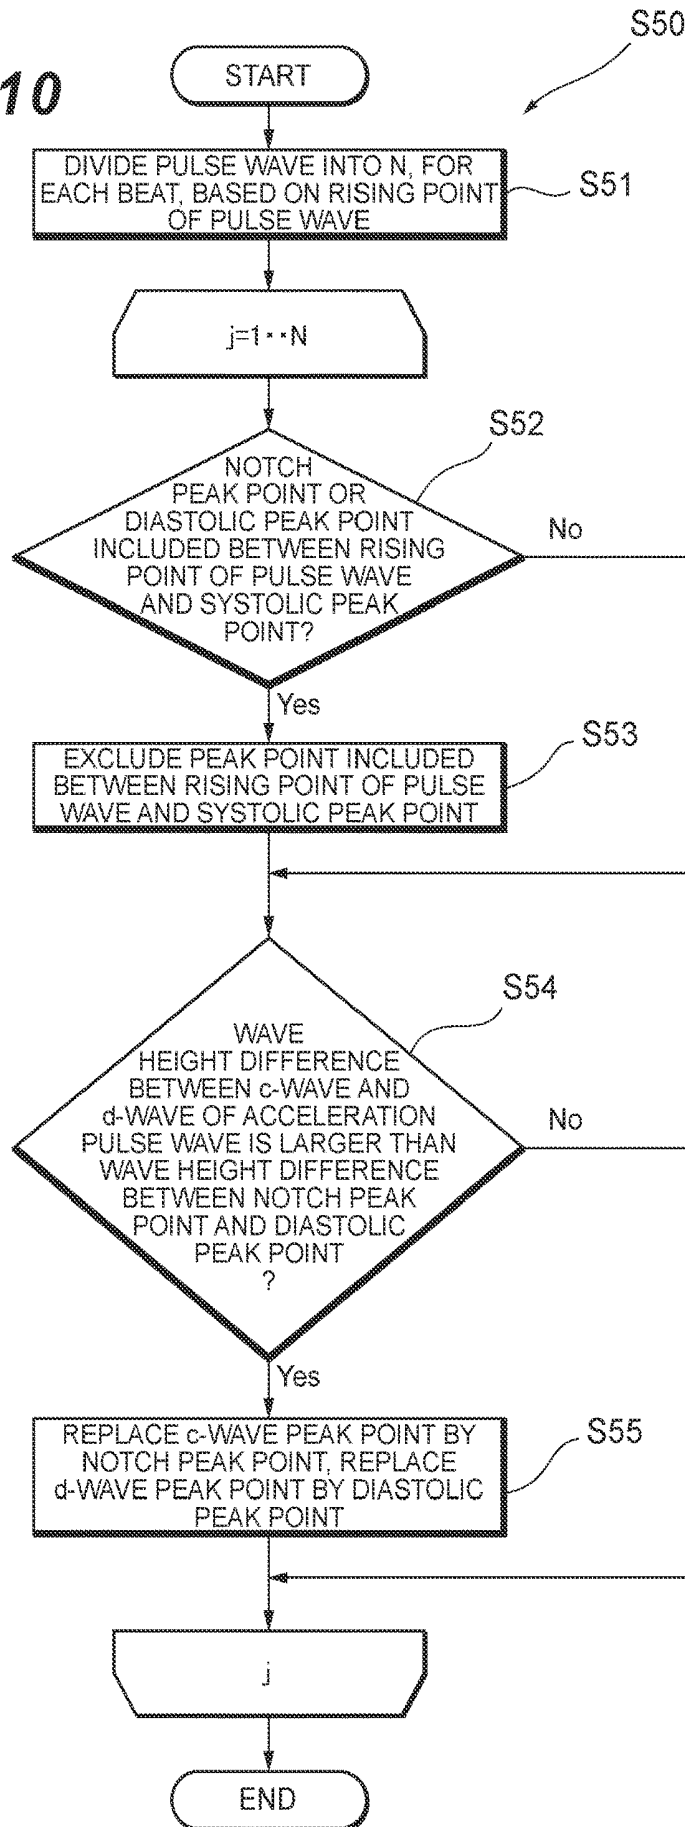 10
S50
START
DIVIDE PULSE WAVE INTO N, FOR
EACH BEAT, BASED ON RISING POINT
OF PULSE WAVE
S51
j=1··N
S52
NOTCH
PEAK POINT OR
DIASTOLIC PEAK POINT
INCLUDED BETWEEN RISING
POINT OF PULSE WAVE
AND SYSTOLIC PEAK
POINT?
No
Yes
S53
EXCLUDE PEAK POINT INCLUDED
BETWEEN RISING POINT OF PULSE
WAVE AND SYSTOLIC PEAK POINT
S54
WAVE
HEIGHT DIFFERENCE
BETWEEN c-WAVE AND
d-WAVE OF ACCELERATION
PULSE WAVE IS LARGER THAN
WAVE HEIGHT DIFFERENCE
BETWEEN NOTCH PEAK
POINT AND DIASTOLIC
PEAK POINT
?
No
Yes
S55
REPLACE c-WAVE PEAK POINT BY
NOTCH PEAK POINT, REPLACE
d-WAVE PEAK POINT BY DIASTOLIC
PEAK POINT
j
END